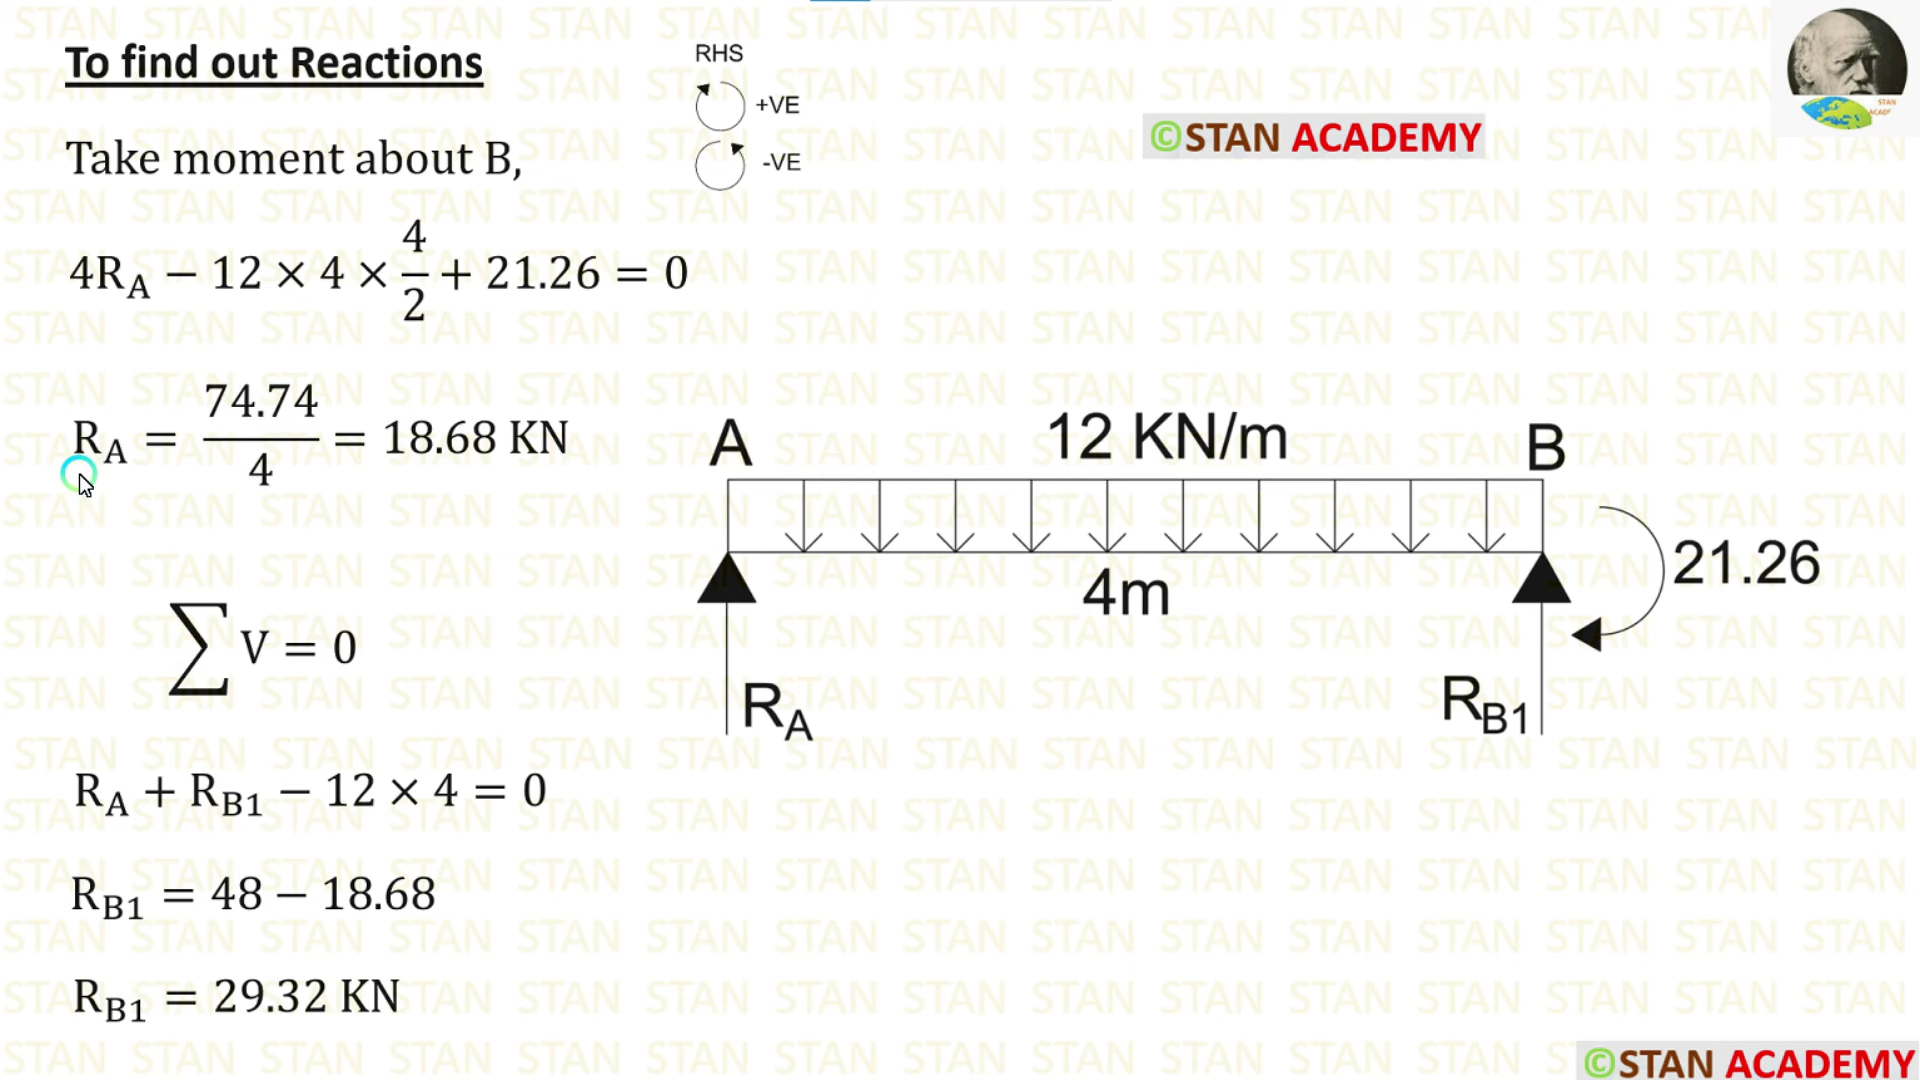 To find out Reactions
RHS
+VE
-VE
©STAN ACADEMY
STAN
ACADY
Take moment about B,
4R_A − 12 × 4 × 4/2 + 21.26 = 0
R_A = 74.74/4 = 18.68 KN
A
12 KN/m
B
4m
21.26
R_A
R_B1
∑ V = 0
R_A + R_B1 − 12 × 4 = 0
R_B1 = 48 − 18.68
R_B1 = 29.32 KN
©STAN ACADEMY